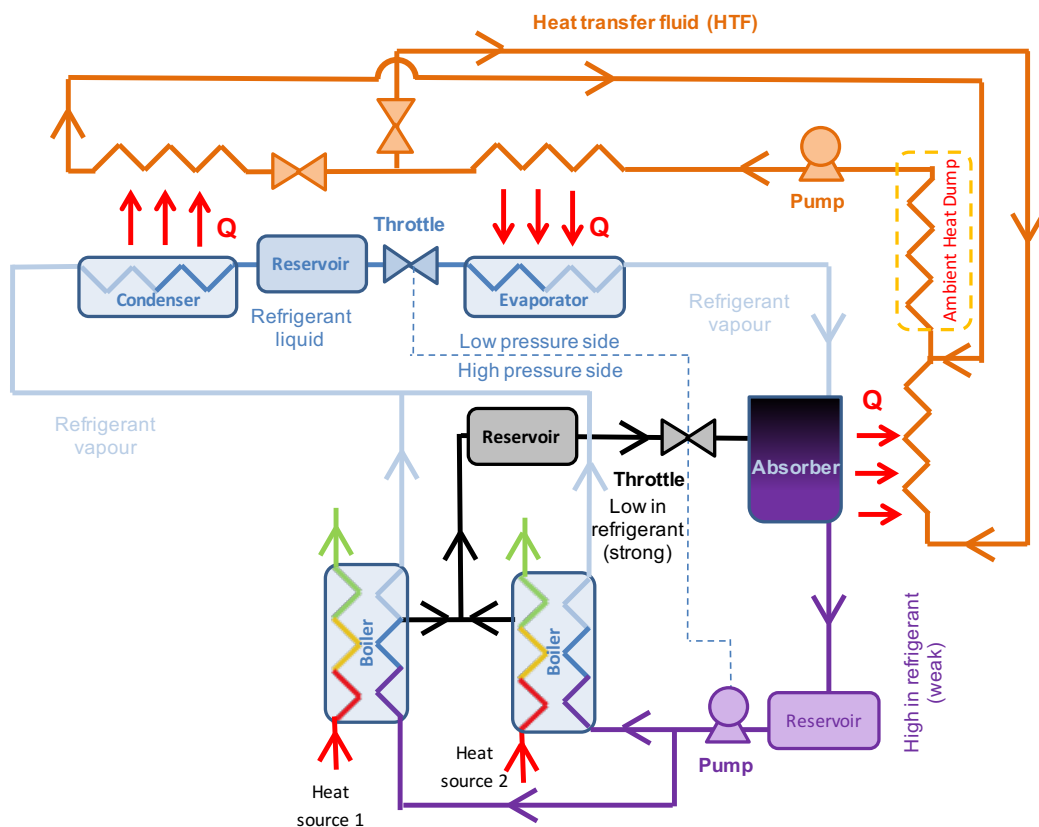 Heat transfer fluid (HTF)
Pump
Ambient Heat Dump
Q
Throttle
Q
Reservoir
Condenser
Evaporator
Refrigerant
liquid
Refrigerant
vapour
Low pressure side
High pressure side
Q
Refrigerant
vapour
Reservoir
Absorber
Throttle
Low in
refrigerant
(strong)
Boiler
Boiler
High in refrigerant
(weak)
Reservoir
Pump
Heat
source 1
Heat
source 2